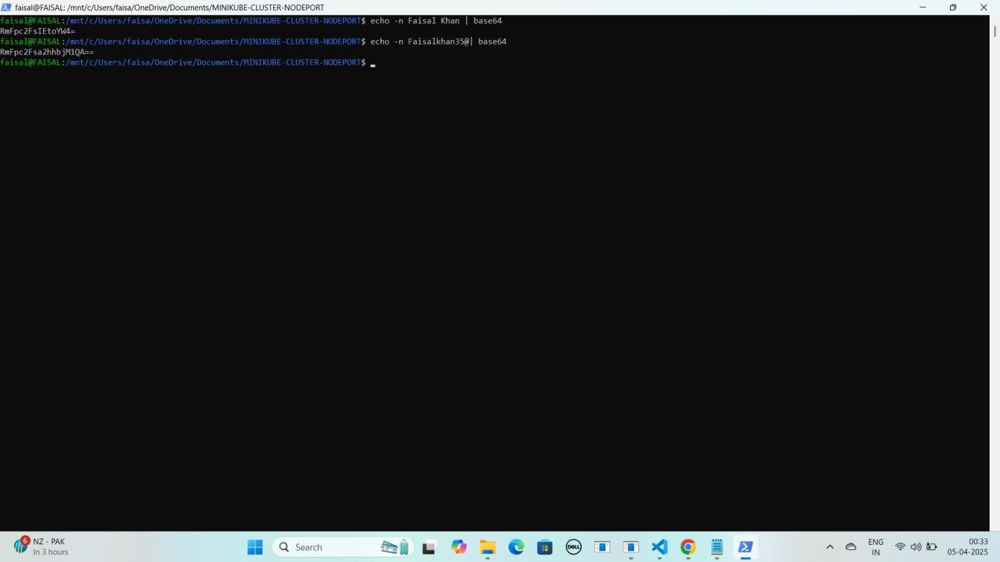 faisal@FAISAL: /mnt/c/Users/faisa/OneDrive/Documents/MINIKUBE-CLUSTER-NODEPORT
faisal@FAISAL:/mnt/c/Users/faisa/OneDrive/Documents/MINIKUBE-CLUSTER-NODEPORT$ echo -n Faisal Khan | base64
RmFpc2FsIEtoYW4=
faisal@FAISAL:/mnt/c/Users/faisa/OneDrive/Documents/MINIKUBE-CLUSTER-NODEPORT$ echo -n Faisalkhan35@| base64
RmFpc2Fsa2hhbjM1QA==
faisal@FAISAL:/mnt/c/Users/faisa/OneDrive/Documents/MINIKUBE-CLUSTER-NODEPORT$
6
NZ - PAK
In 3 hours
Search
DELL
ENG
IN
00:33
05-04-2025